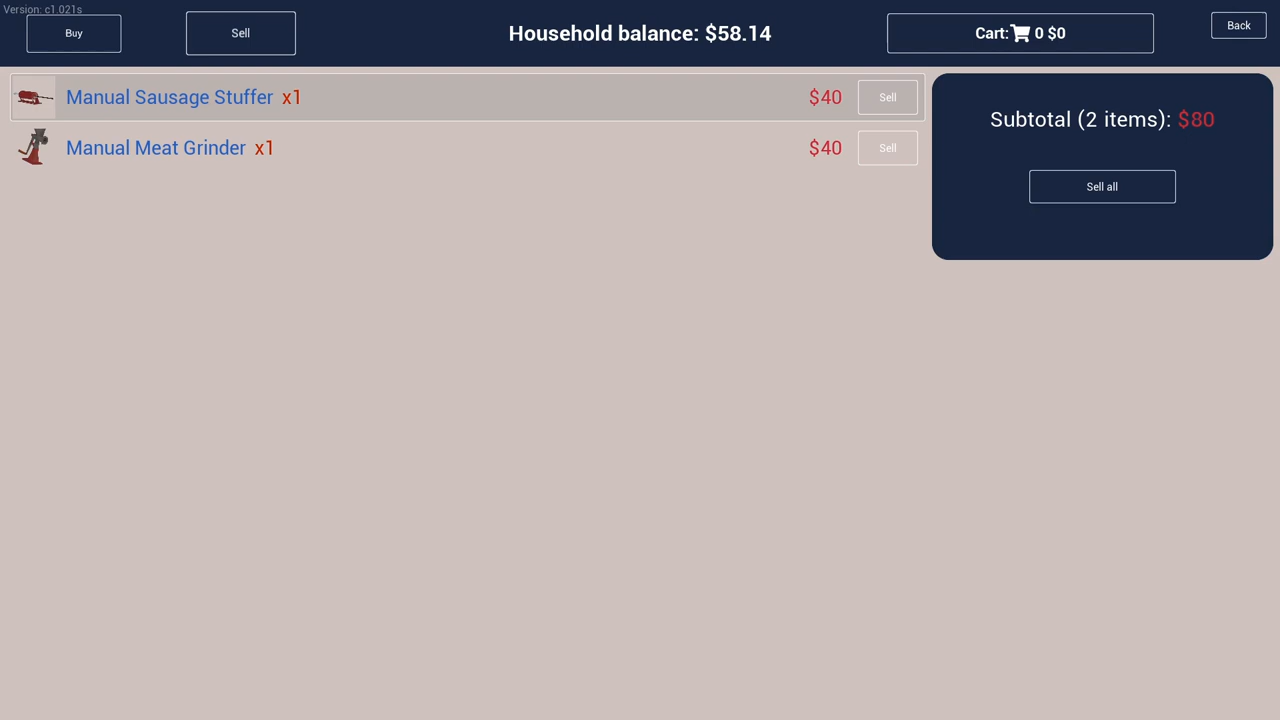 Version: c1.021s
Buy
Sell
Household balance: $58.14
Cart: 0 $0
Back
Manual Sausage Stuffer x1
$40
Sell
Manual Meat Grinder x1
$40
Sell
Subtotal (2 items): $80
Sell all